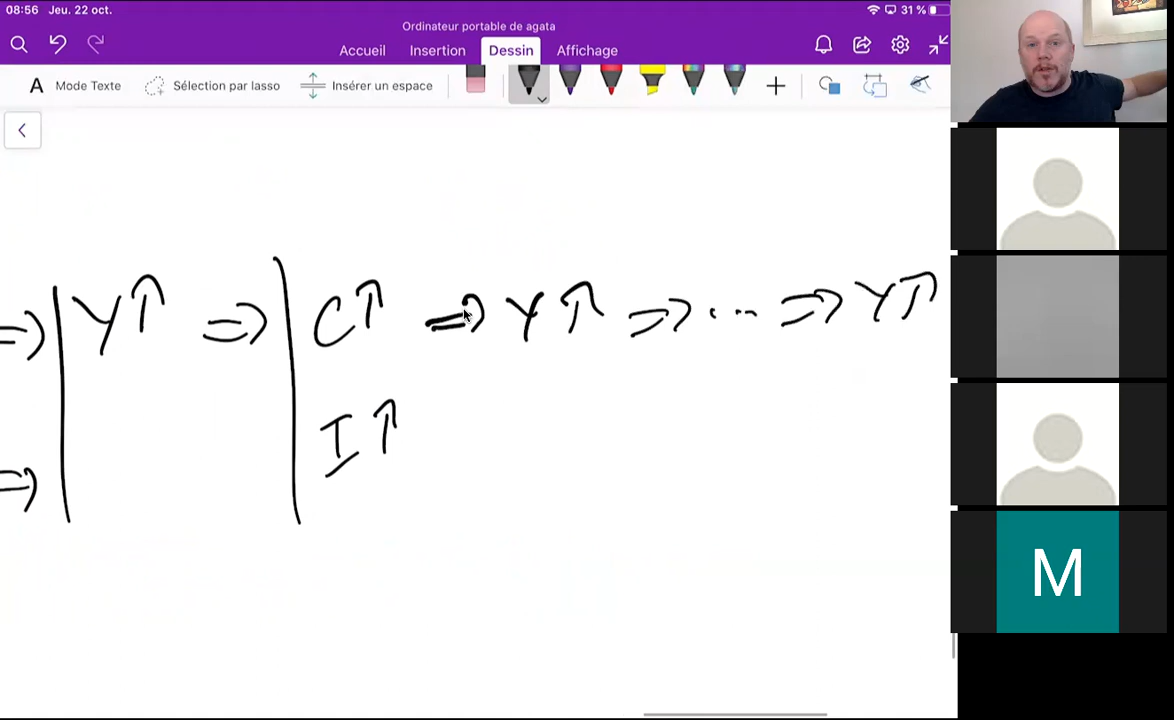 08:56 Jeu. 22 oct. 31 %
Ordinateur portable de agata
Accueil Insertion Dessin Affichage
A Mode Texte Sélection par lasso Insérer un espace
⇒ | Y↑ ⇒ | C↑ ⇒ Y↑ ⇒ ... ⇒ Y↑
I↑
⇒
M